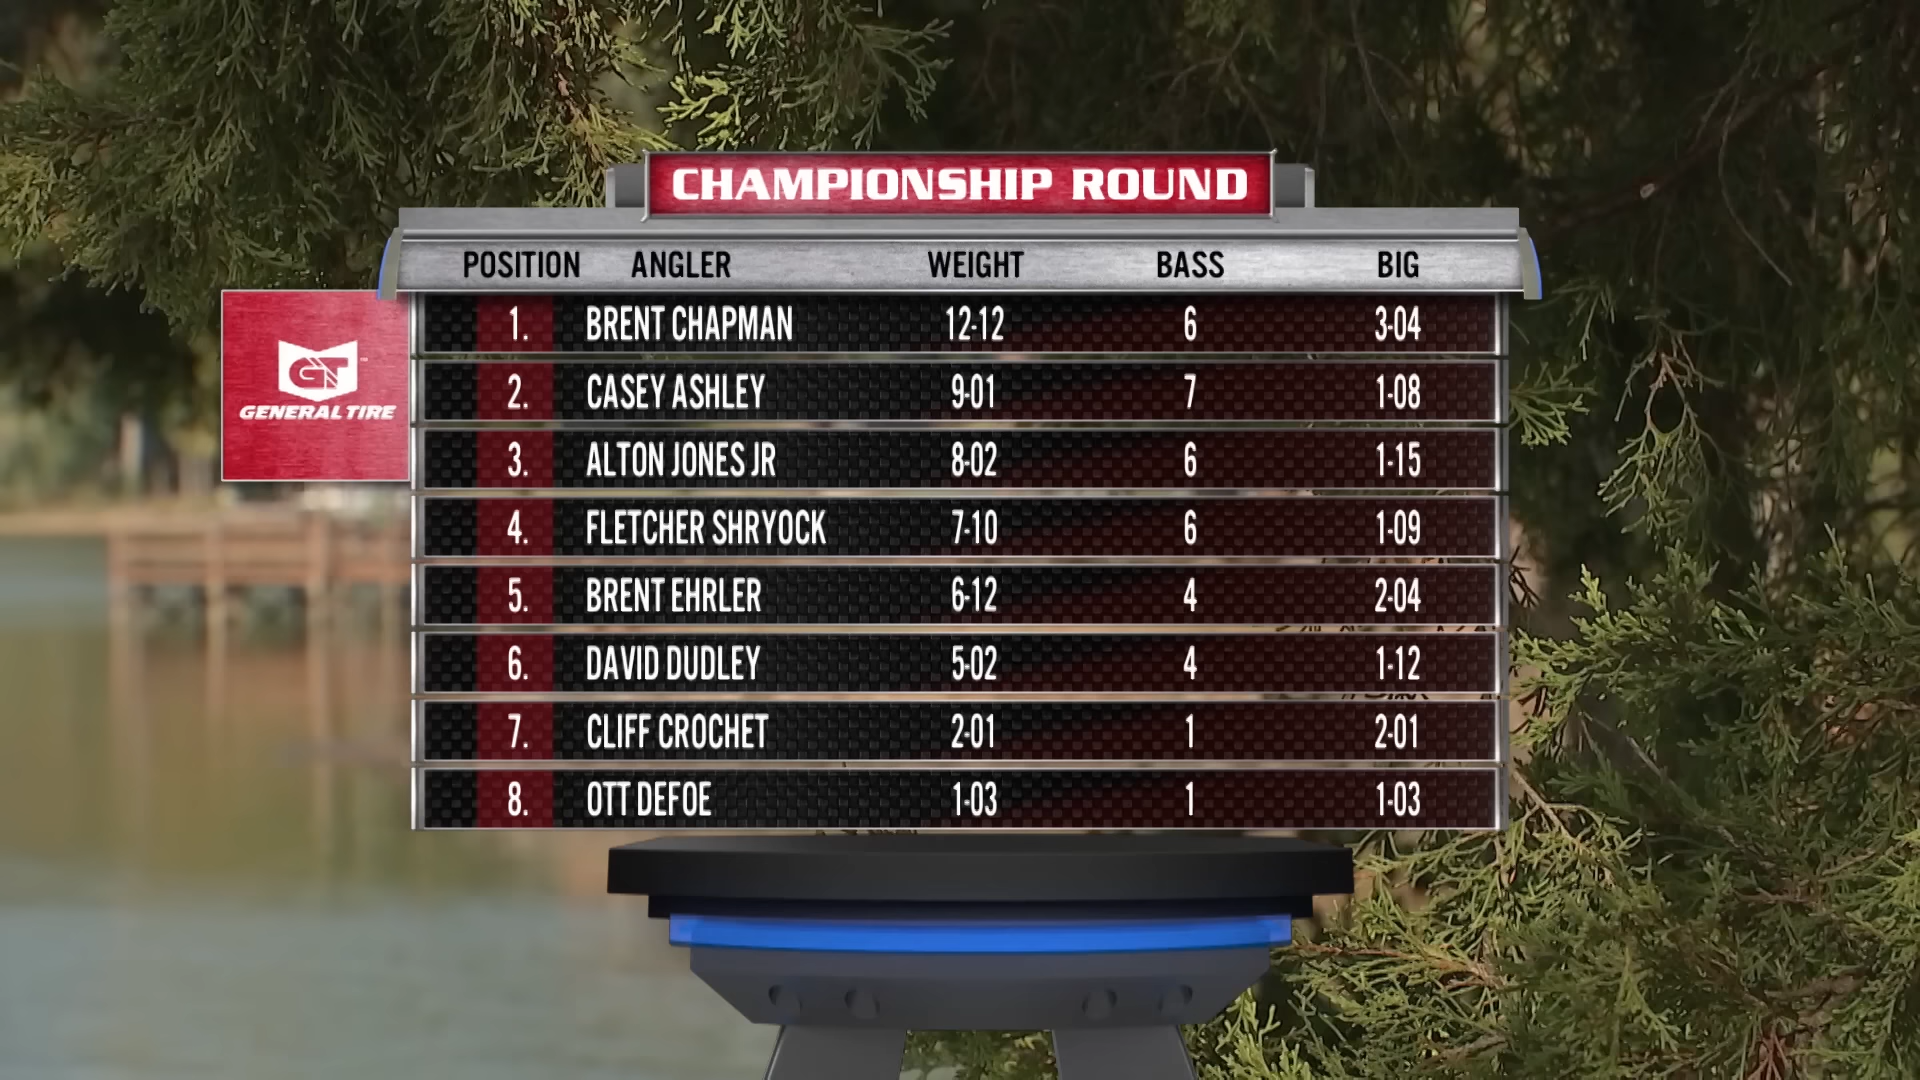 CHAMPIONSHIP ROUND
POSITION ANGLER WEIGHT BASS BIG
1. BRENT CHAPMAN 12-12 6 3-04
2. CASEY ASHLEY 9-01 7 1-08
3. ALTON JONES JR 8-02 6 1-15
4. FLETCHER SHRYOCK 7-10 6 1-09
5. BRENT EHRLER 6-12 4 2-04
6. DAVID DUDLEY 5-02 4 1-12
7. CLIFF CROCHET 2-01 1 2-01
8. OTT DEFOE 1-03 1 1-03
GT™
GENERAL TIRE